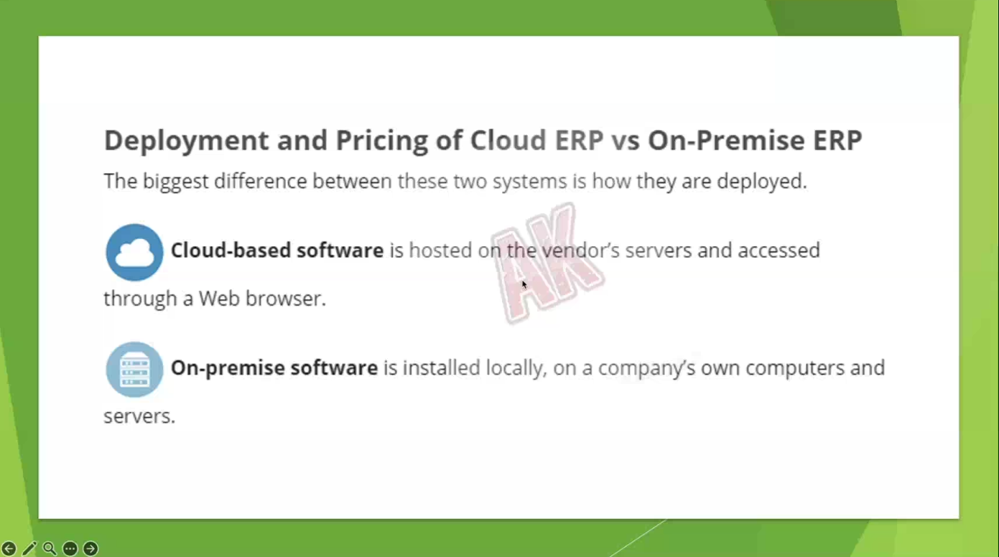 Deployment and Pricing of Cloud ERP vs On-Premise ERP
The biggest difference between these two systems is how they are deployed.
Cloud-based software is hosted on the vendor’s servers and accessed
through a Web browser.
AK
On-premise software is installed locally, on a company’s own computers and
servers.